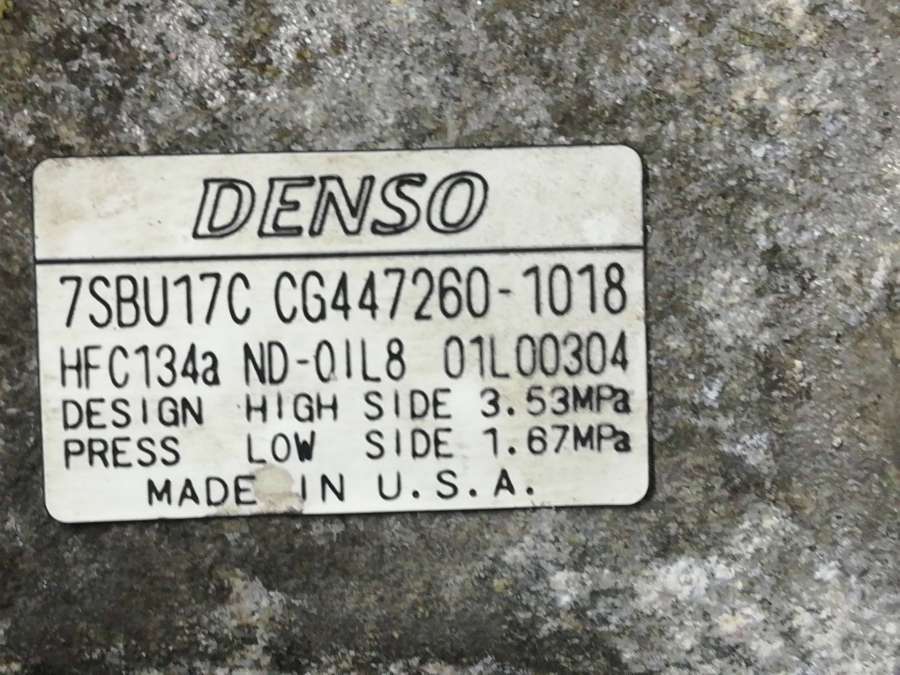 DENSO
7SBU17C CG447260-1018
HFC134a ND-OIL8 01L00304
DESIGN HIGH SIDE 3.53MPa
PRESS LOW SIDE 1.67MPa
MADE IN U.S.A.